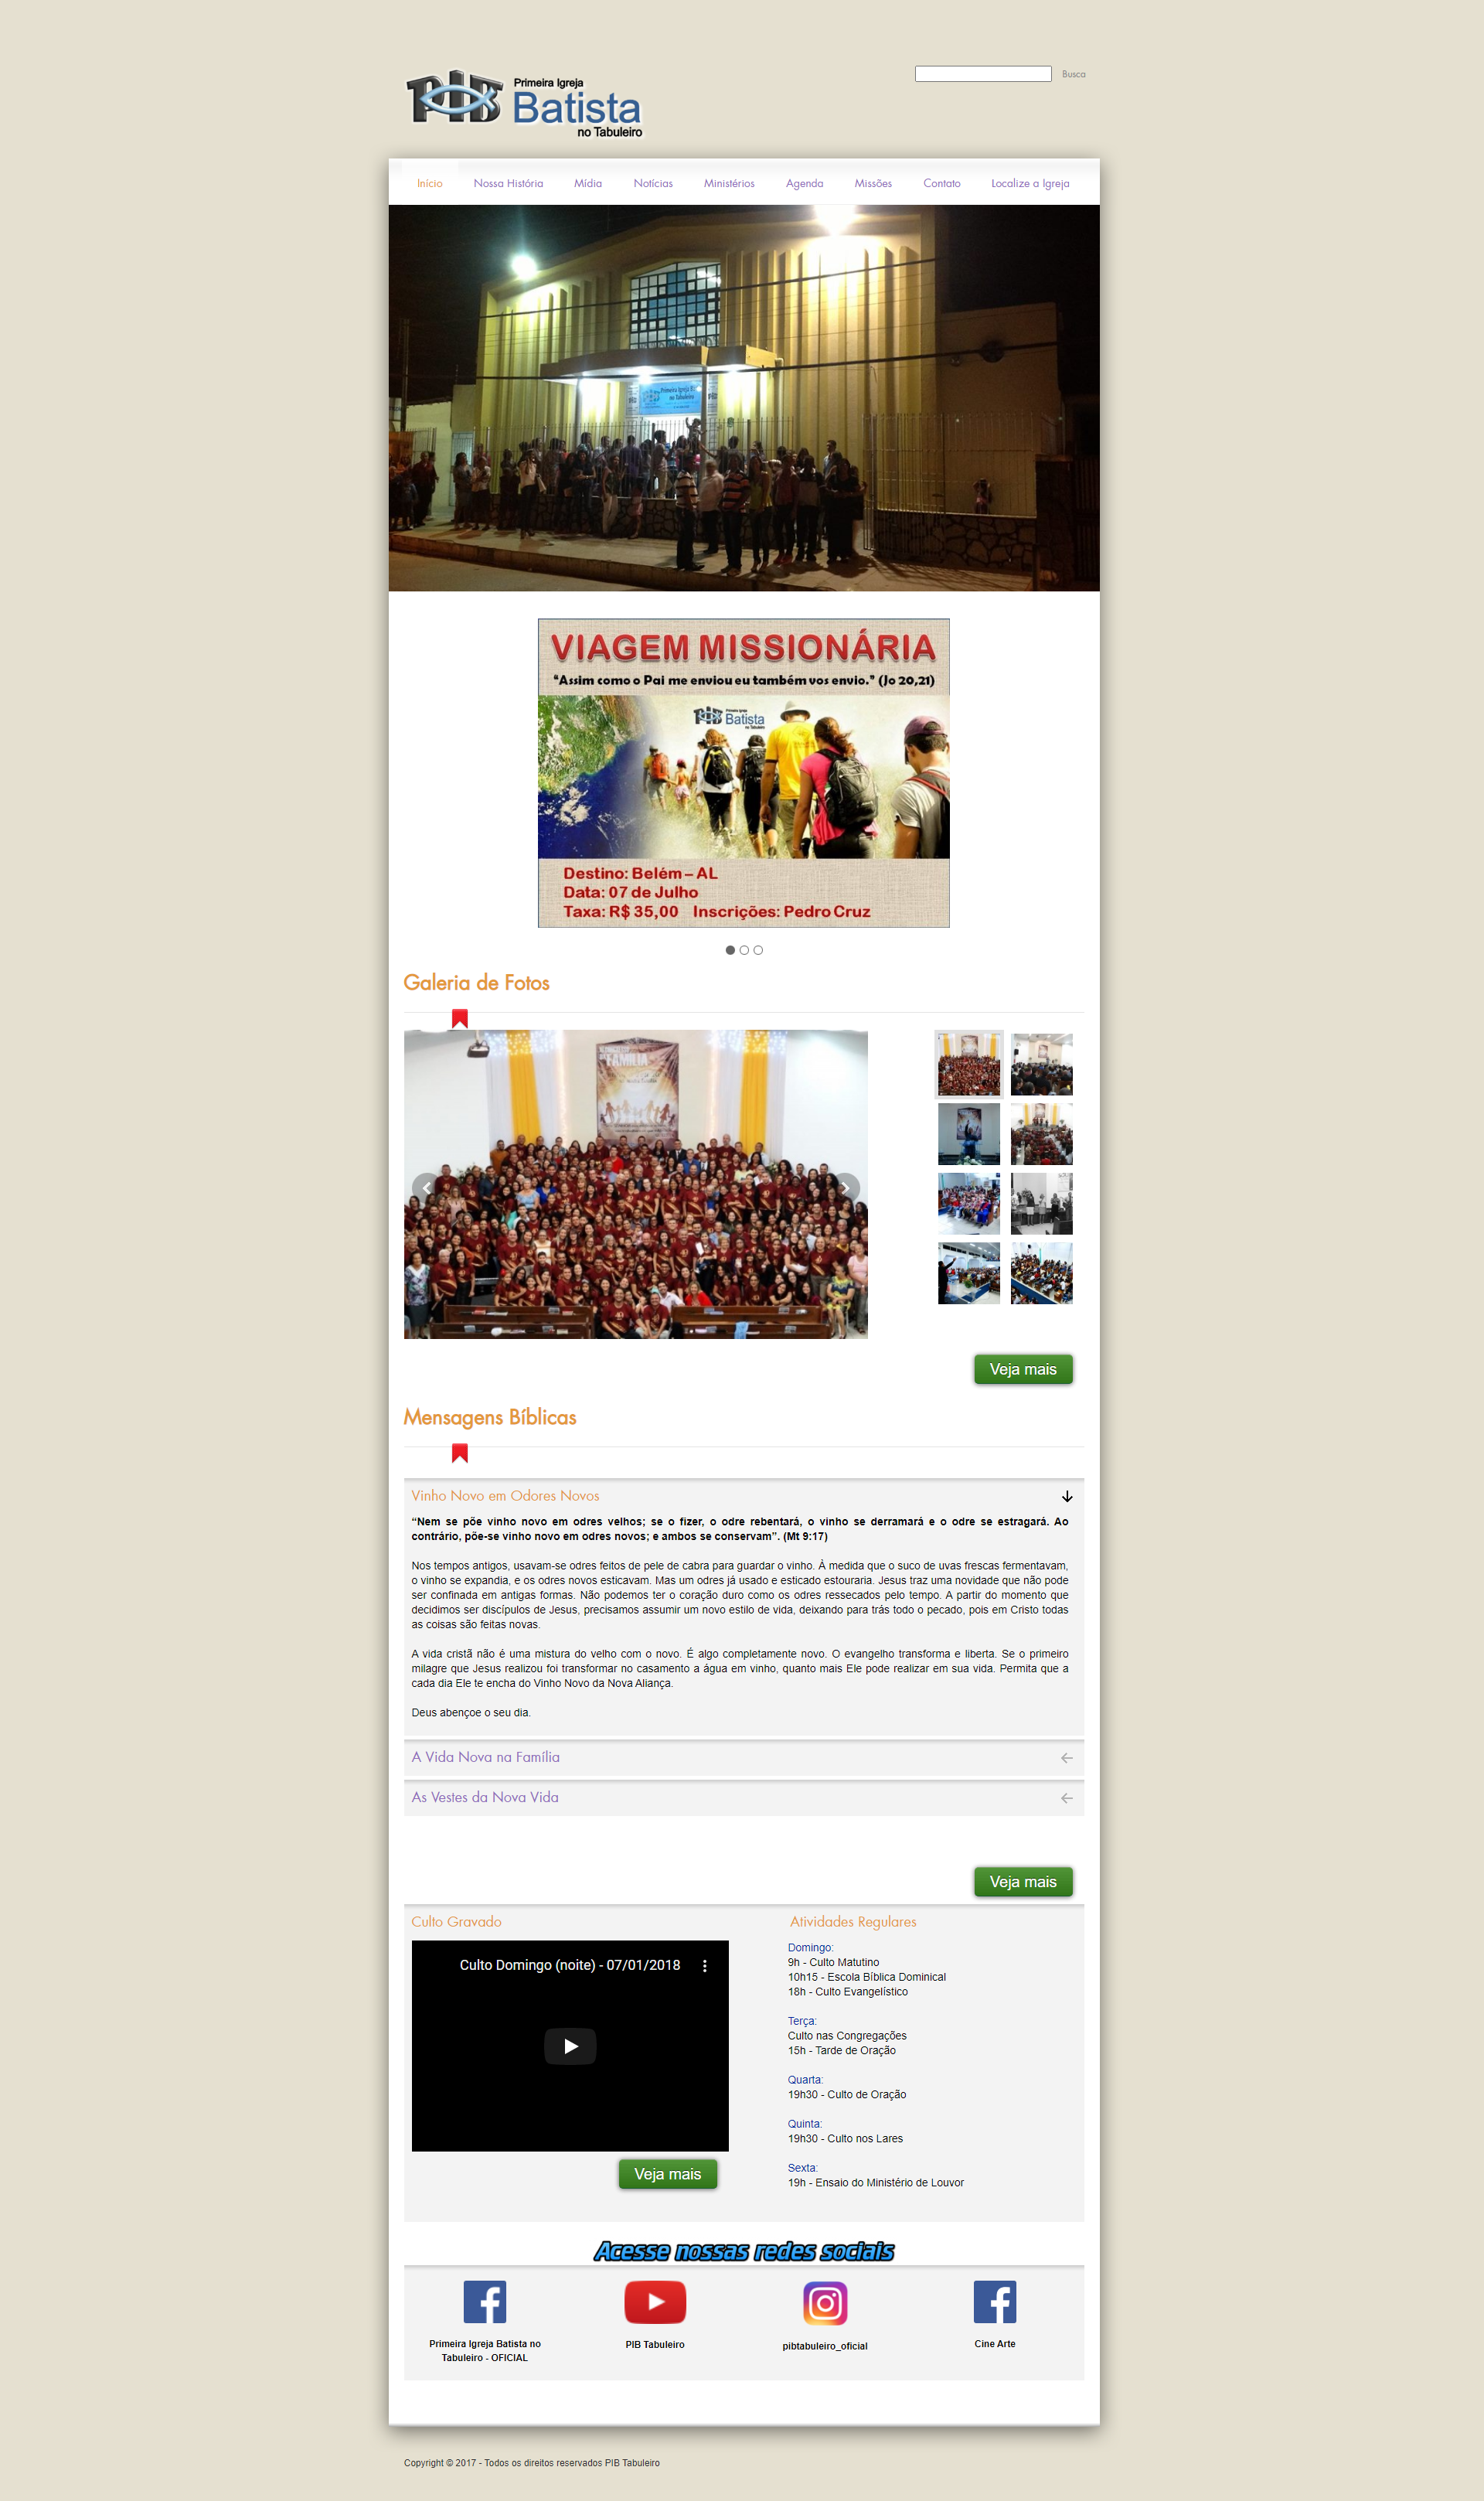 PIB Primeira Igreja
Batista
no Tabuleiro
Busca
Início Nossa História Mídia Notícias Ministérios Agenda Missões Contato Localize a Igreja
Primeira Igreja B
no Tabuleiro
VIAGEM MISSIONÁRIA
“Assim como o Pai me enviou eu também vos envio.” (Jo 20,21)
PIB Primeira Igreja
Batista
no Tabuleiro
Destino: Belém – AL
Data: 07 de Julho
Taxa: R$ 35,00 Inscrições: Pedro Cruz
Galeria de Fotos
FAMÍLIA
Veja mais
Mensagens Bíblicas
Vinho Novo em Odores Novos
“Nem se põe vinho novo em odres velhos; se o fizer, o odre rebentará, o vinho se derramará e o odre se estragará. Ao
contrário, põe-se vinho novo em odres novos; e ambos se conservam”. (Mt 9:17)
Nos tempos antigos, usavam-se odres feitos de pele de cabra para guardar o vinho. À medida que o suco de uvas frescas fermentavam,
o vinho se expandia, e os odres novos esticavam. Mas um odres já usado e esticado estouraria. Jesus traz uma novidade que não pode
ser confinada em antigas formas. Não podemos ter o coração duro como os odres ressecados pelo tempo. A partir do momento que
decidimos ser discípulos de Jesus, precisamos assumir um novo estilo de vida, deixando para trás todo o pecado, pois em Cristo todas
as coisas são feitas novas.
A vida cristã não é uma mistura do velho com o novo. É algo completamente novo. O evangelho transforma e liberta. Se o primeiro
milagre que Jesus realizou foi transformar no casamento a água em vinho, quanto mais Ele pode realizar em sua vida. Permita que a
cada dia Ele te encha do Vinho Novo da Nova Aliança.
Deus abençoe o seu dia.
A Vida Nova na Família
As Vestes da Nova Vida
Veja mais
Culto Gravado
Culto Domingo (noite) - 07/01/2018
Veja mais
Atividades Regulares
Domingo:
9h - Culto Matutino
10h15 - Escola Bíblica Dominical
18h - Culto Evangelístico
Terça:
Culto nas Congregações
15h - Tarde de Oração
Quarta:
19h30 - Culto de Oração
Quinta:
19h30 - Culto nos Lares
Sexta:
19h - Ensaio do Ministério de Louvor
Acesse nossas redes sociais
Primeira Igreja Batista no
Tabuleiro - OFICIAL
PIB Tabuleiro
pibtabuleiro_oficial
Cine Arte
Copyright © 2017 - Todos os direitos reservados PIB Tabuleiro